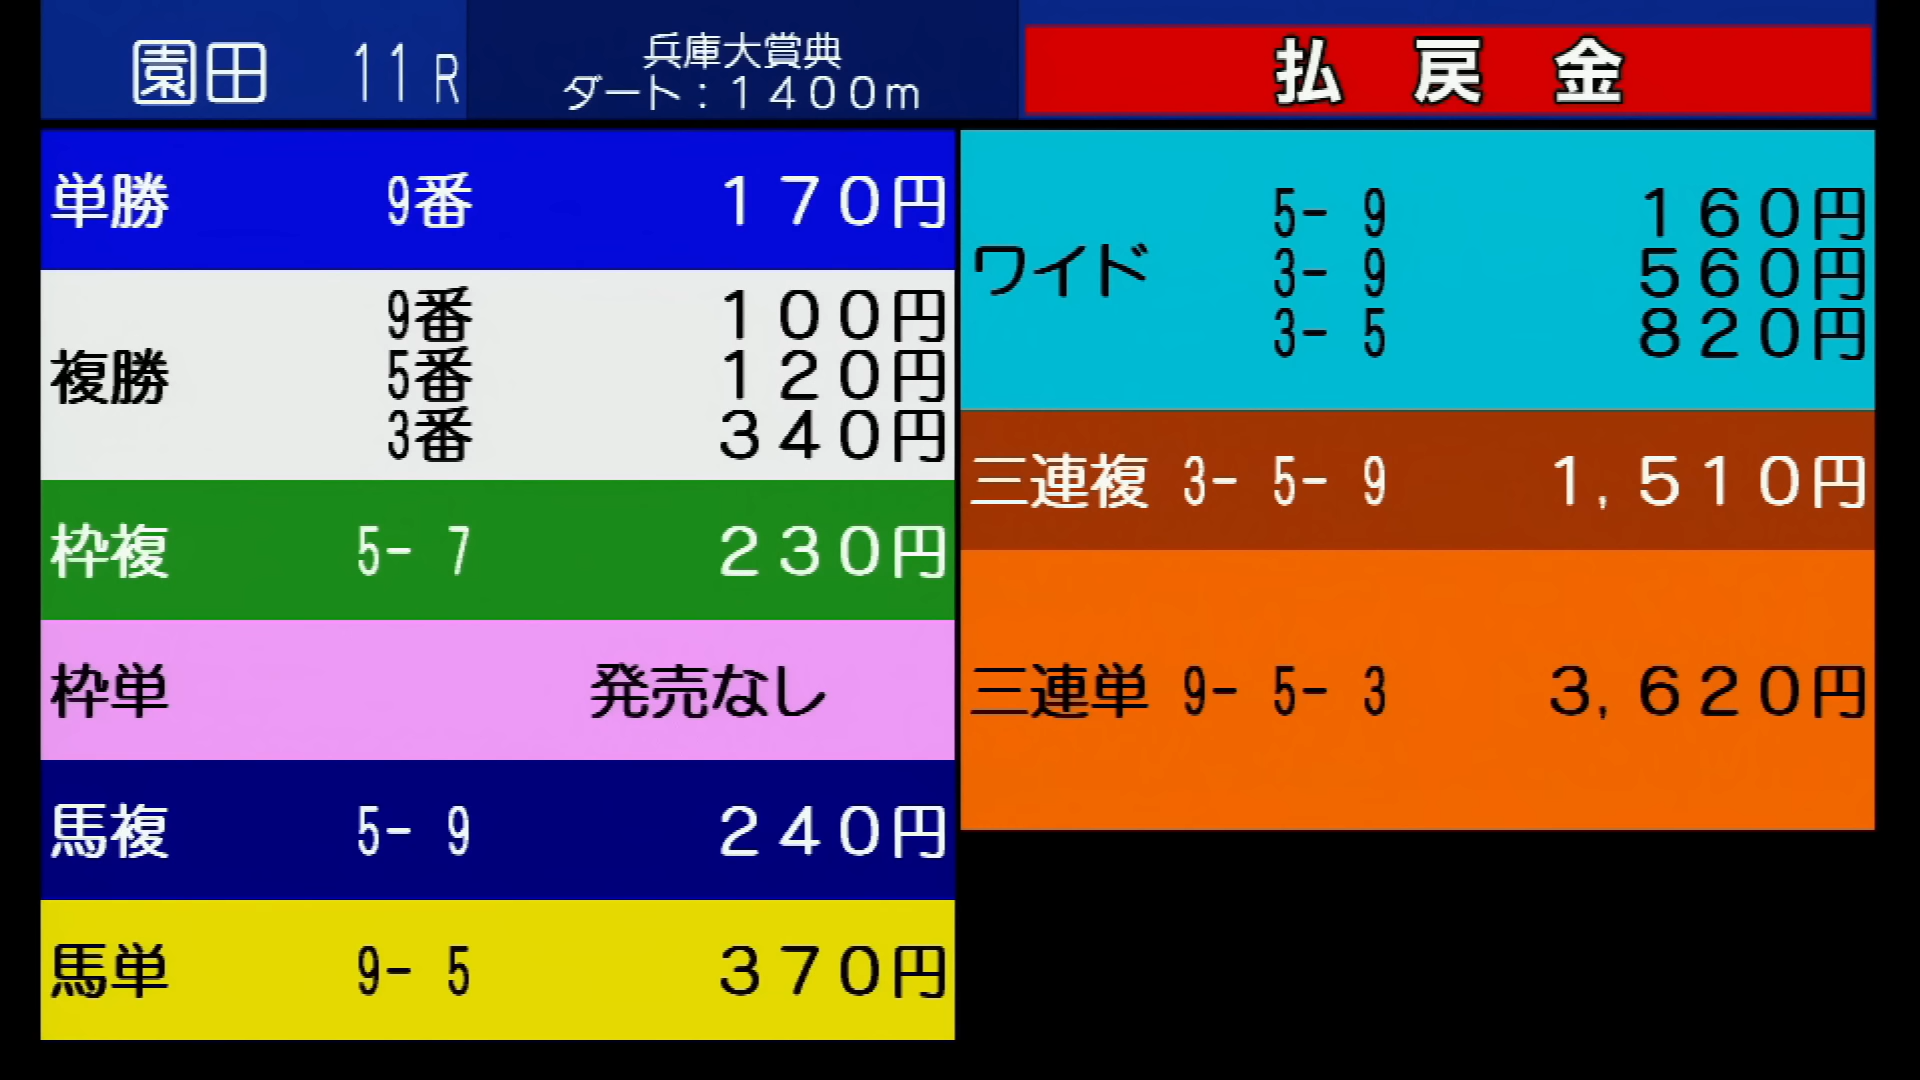 園田 11R
兵庫大賞典
ダート:1400m
払戻金
単勝 9番 170円
複勝 9番 100円
5番 120円
3番 340円
枠複 5- 7 230円
枠単 発売なし
馬複 5- 9 240円
馬単 9- 5 370円
ワイド 5- 9 160円
3- 9 560円
3- 5 820円
三連複 3- 5- 9 1,510円
三連単 9- 5- 3 3,620円